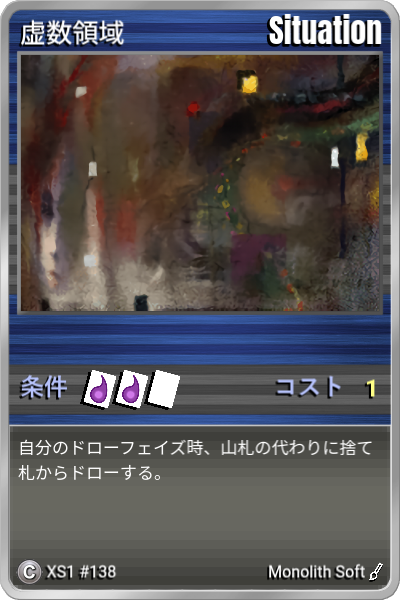 虚数領域 Situation
条件 コスト 1
自分のドローフェイズ時、山札の代わりに捨て
札からドローする。
C XS1 #138 Monolith Soft